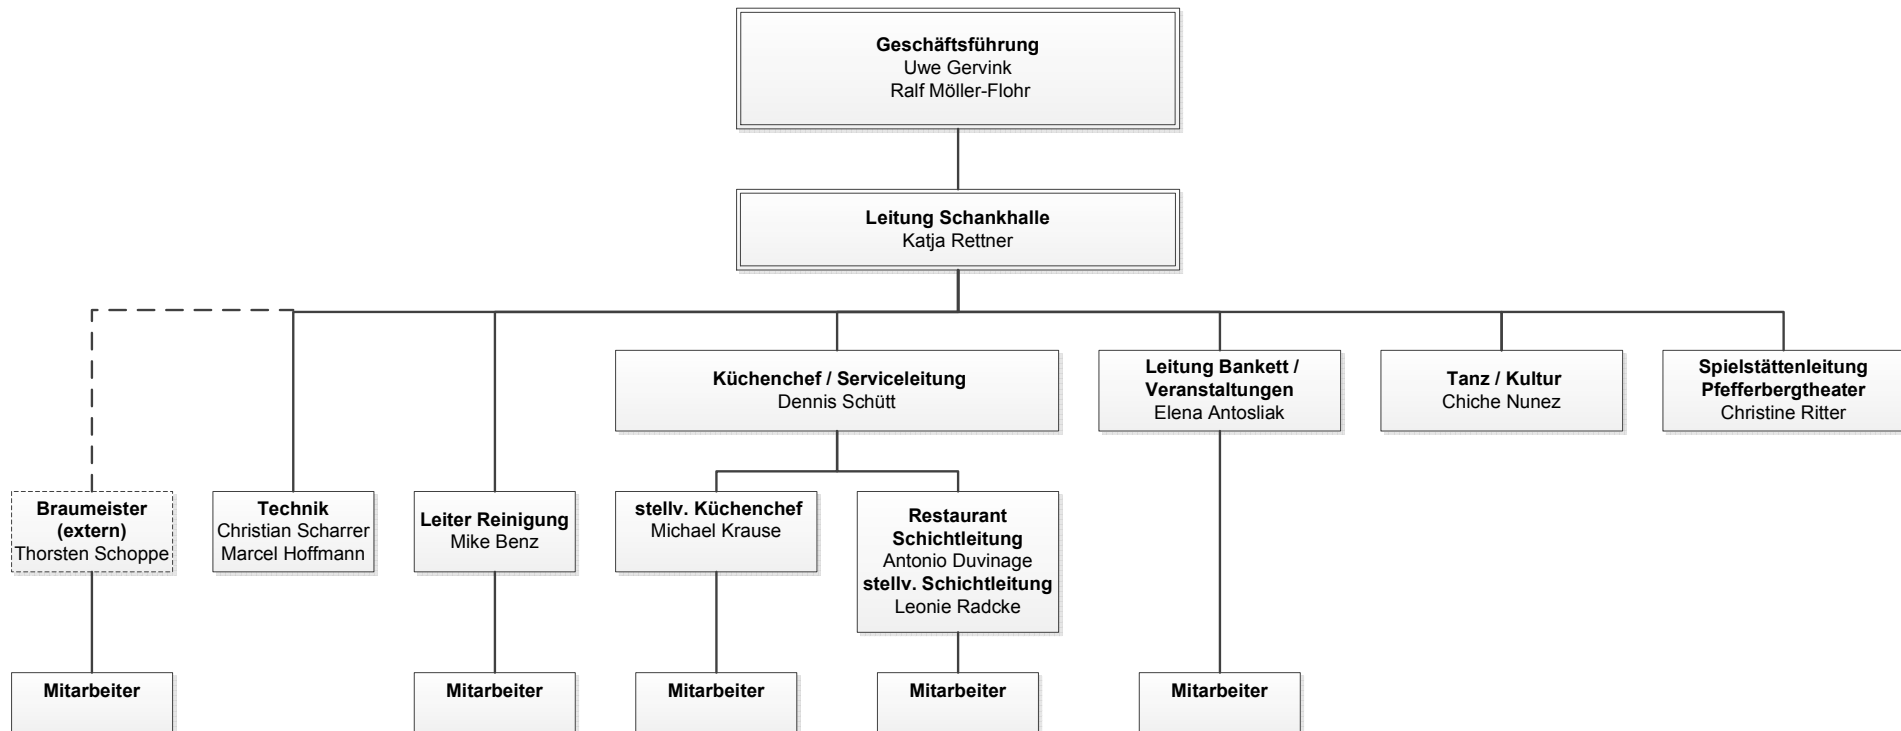 Geschäftsführung
Uwe Gervink
Ralf Möller-Flohr
Leitung Schankhalle
Katja Rettner
Küchenchef / Serviceleitung
Dennis Schütt
Leitung Bankett /
Veranstaltungen
Elena Antosliak
Tanz / Kultur
Chiche Nunez
Spielstättenleitung
Pfefferbergtheater
Christine Ritter
Braumeister
(extern)
Thorsten Schoppe
Technik
Christian Scharrer
Marcel Hoffmann
Leiter Reinigung
Mike Benz
stellv. Küchenchef
Michael Krause
Restaurant
Schichtleitung
Antonio Duvinage
stellv. Schichtleitung
Leonie Radcke
Mitarbeiter
Mitarbeiter
Mitarbeiter
Mitarbeiter
Mitarbeiter